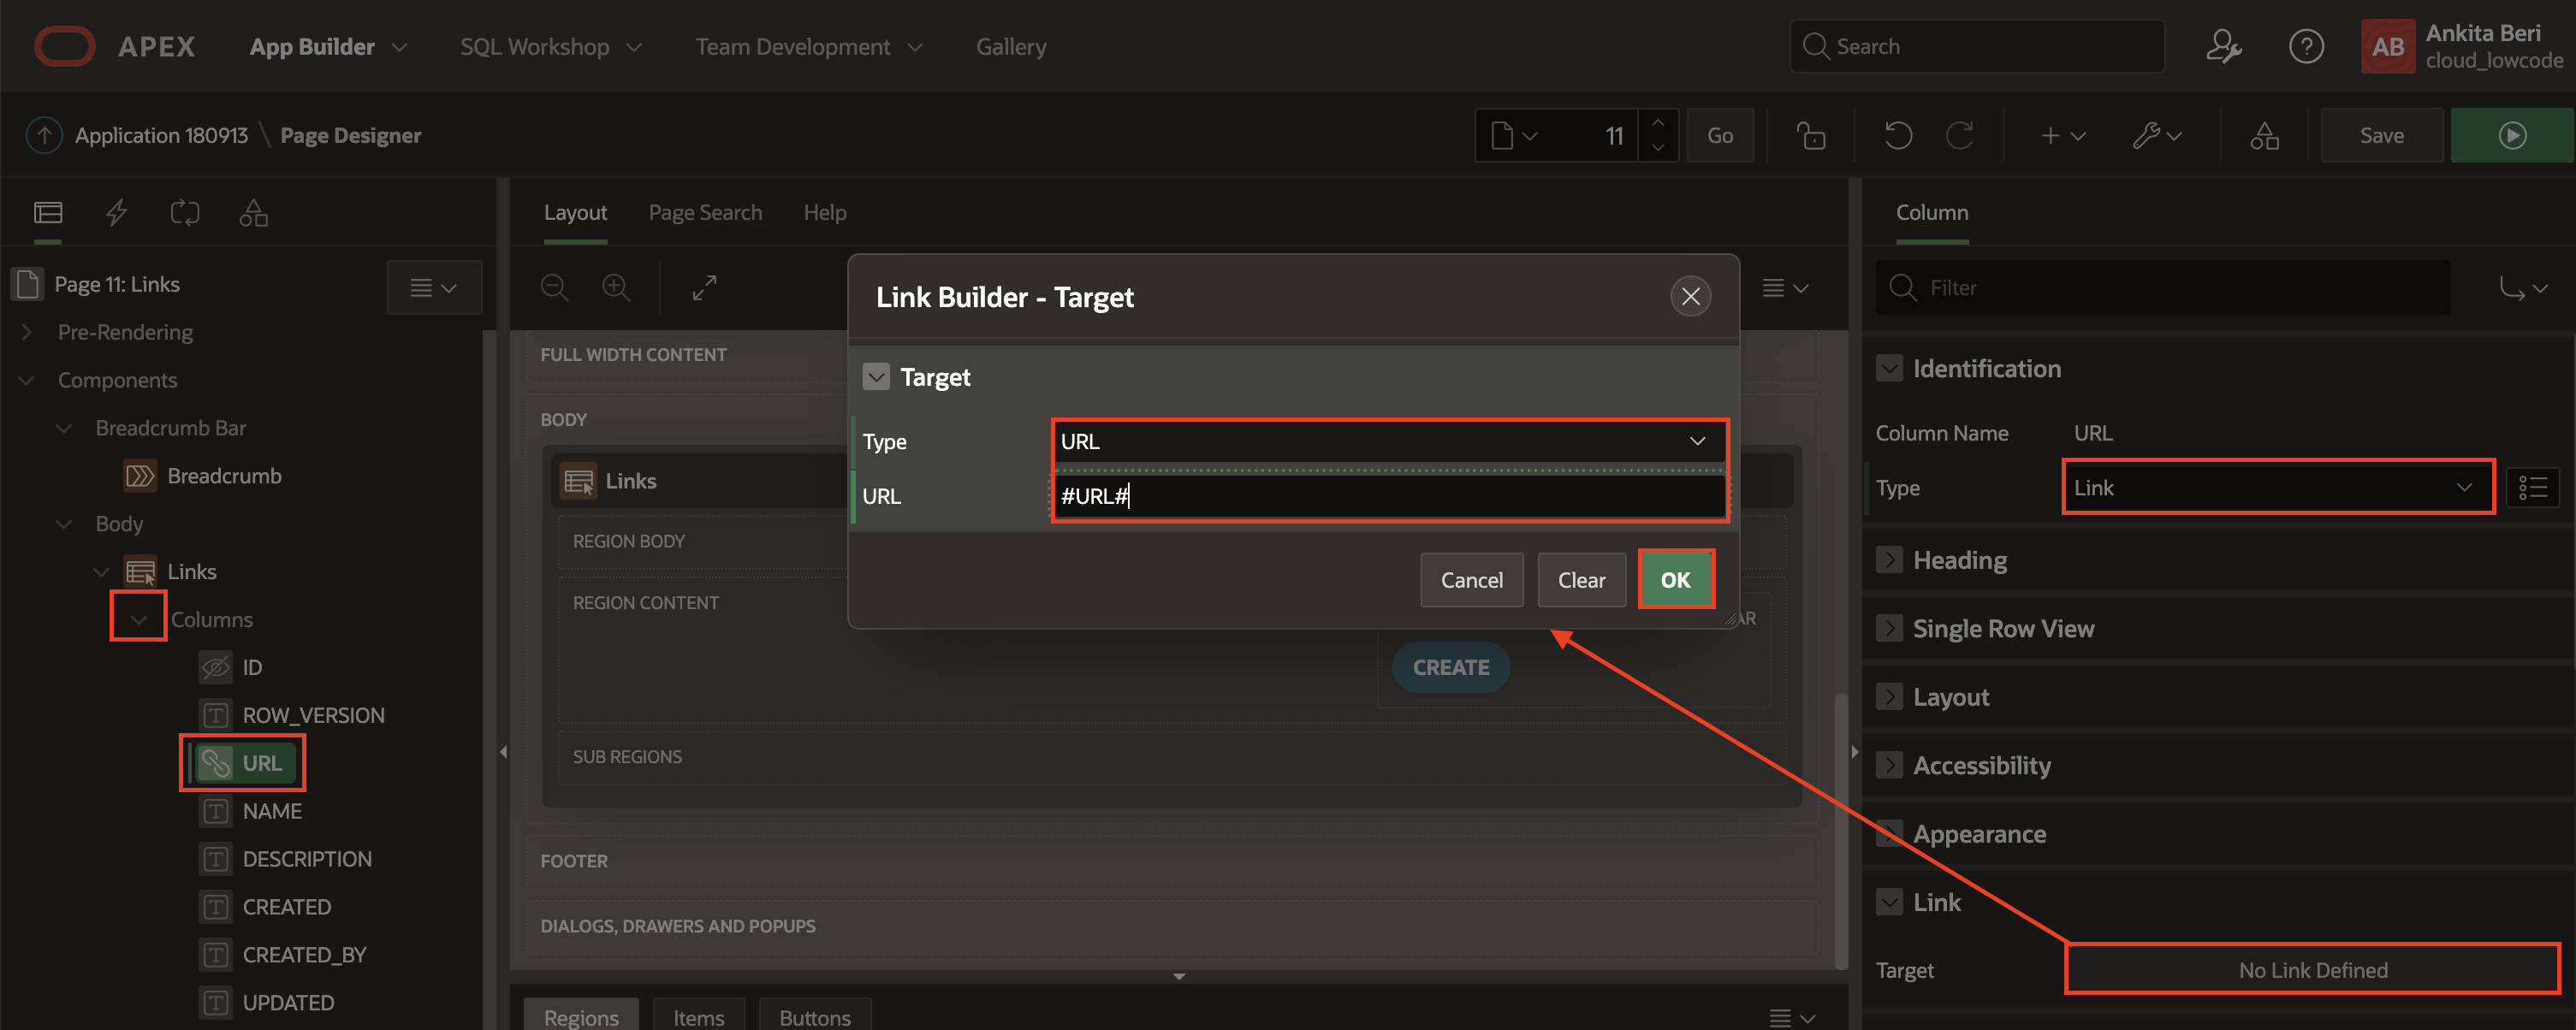 APEX App Builder SQL Workshop Team Development Gallery Search AB Ankita Beri
cloud_lowcode
Application 180913 \ Page Designer 11 Go Save
Layout Page Search Help Column
Page 11: Links
Filter
Link Builder - Target
Pre-Rendering
Components
Breadcrumb Bar
Breadcrumb
Body
Links
Columns
ID
ROW_VERSION
URL
NAME
DESCRIPTION
CREATED
CREATED_BY
UPDATED
FULL WIDTH CONTENT
BODY
Links
REGION BODY
REGION CONTENT
AR
CREATE
SUB REGIONS
FOOTER
DIALOGS, DRAWERS AND POPUPS
Regions Items Buttons
Target
Type URL
URL #URL#
Cancel Clear OK
Identification
Column Name URL
Type Link
Heading
Single Row View
Layout
Accessibility
Appearance
Link
Target No Link Defined